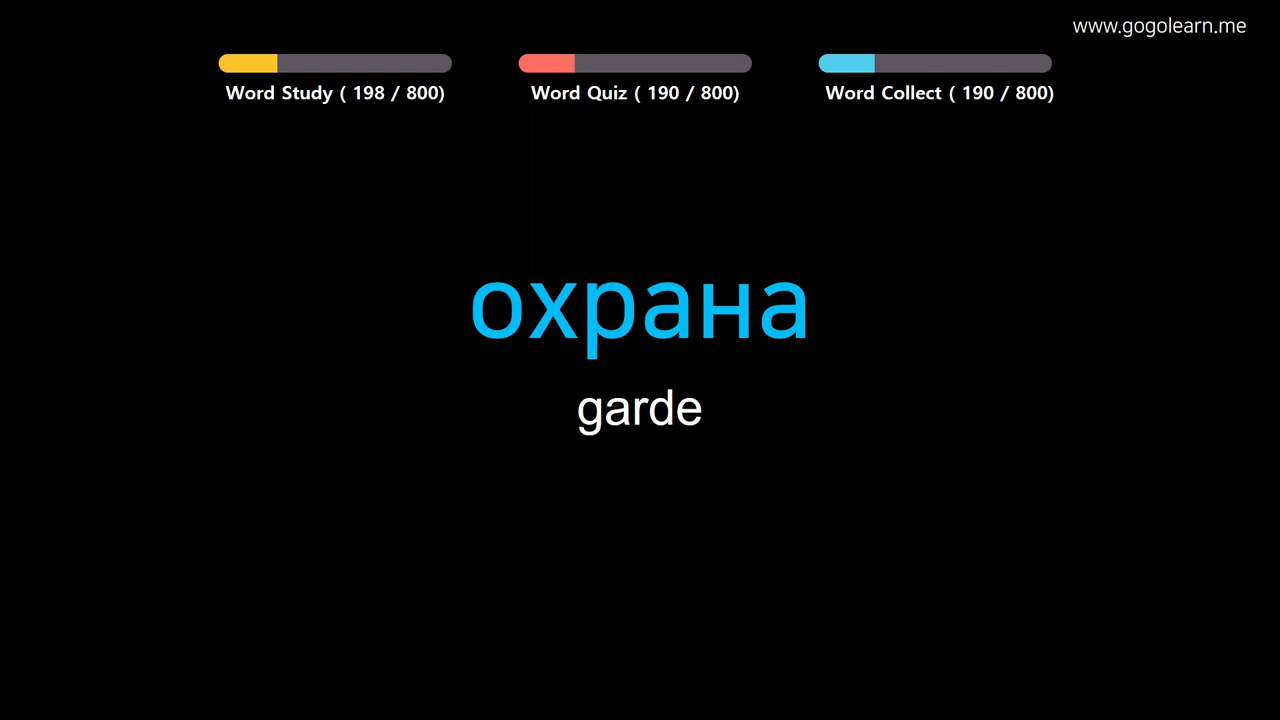 www.gogolearn.me
Word Study ( 198 / 800)
Word Quiz ( 190 / 800)
Word Collect ( 190 / 800)
охрана
garde